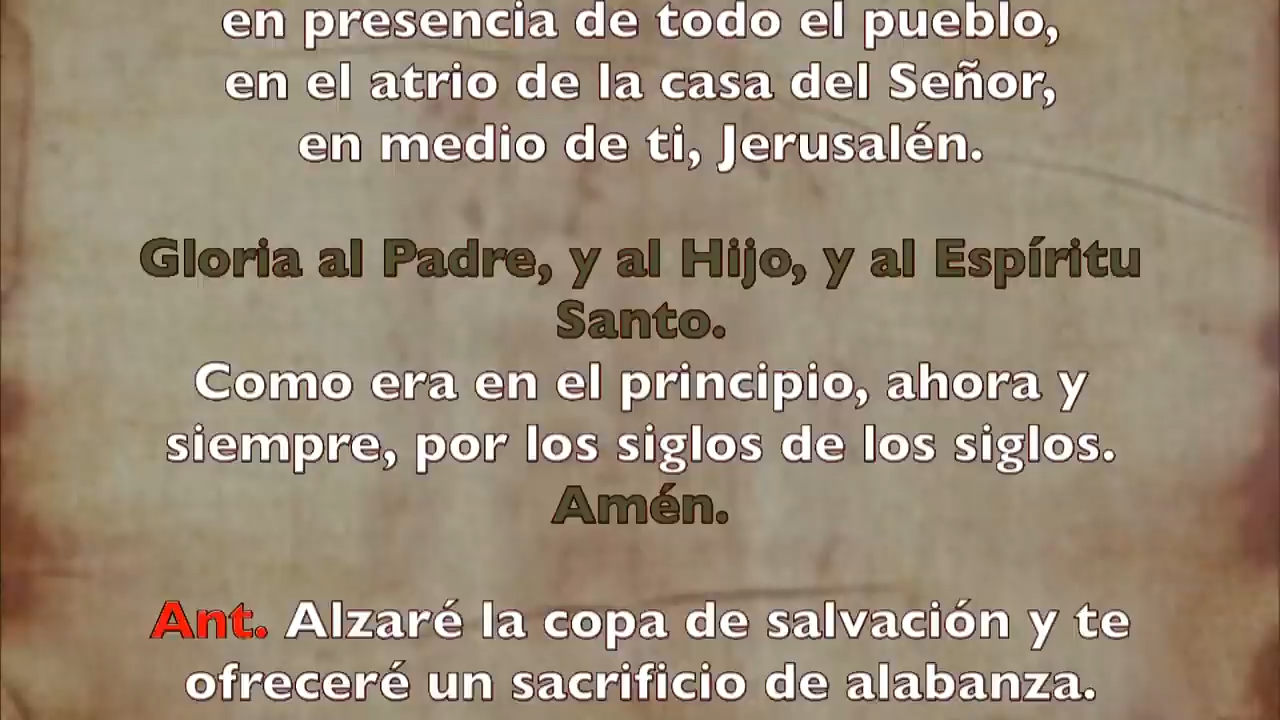 en presencia de todo el pueblo,
en el atrio de la casa del Señor,
en medio de ti, Jerusalén.
Gloria al Padre, y al Hijo, y al Espíritu
Santo.
Como era en el principio, ahora y
siempre, por los siglos de los siglos.
Amén.
Ant. Alzaré la copa de salvación y te
ofreceré un sacrificio de alabanza.